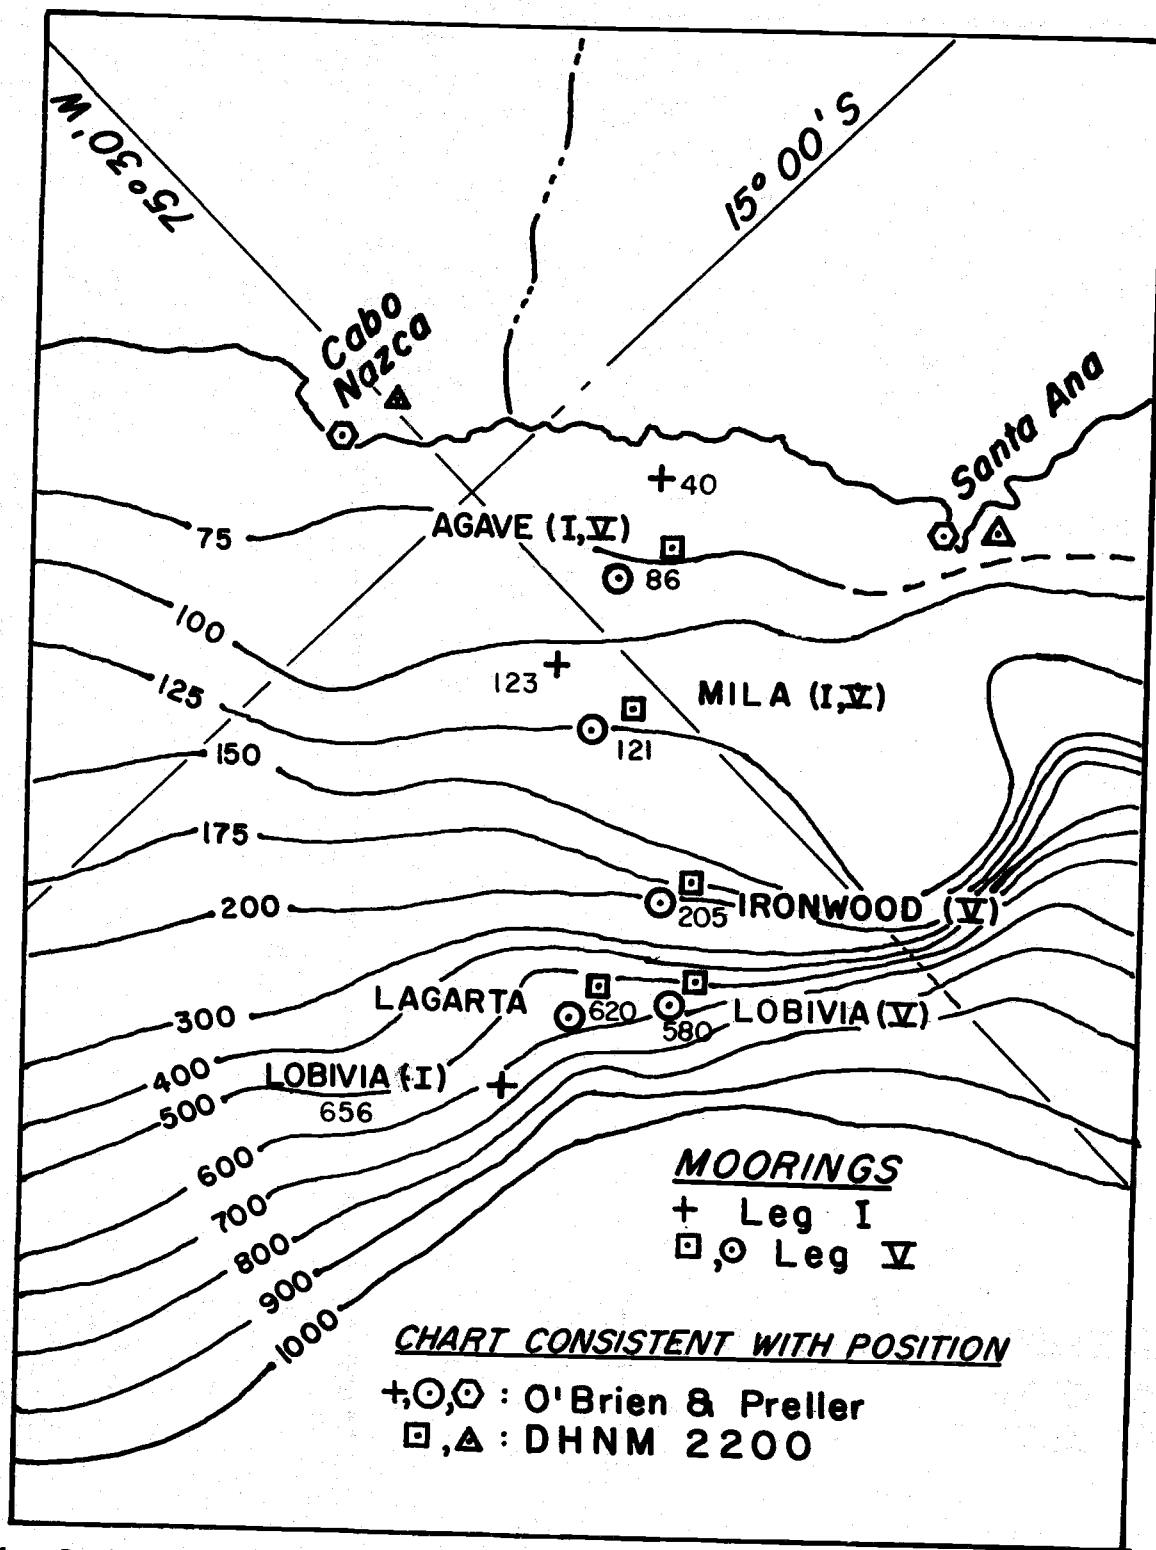 75° 30' W
15° 00' S
Cabo
Nazca
Santa Ana
40
75
AGAVE (I,V)
86
100
123
125
MILA (I,V)
121
150
175
200
205
IRONWOOD (V)
300
LAGARTA
620
580
LOBIVIA (V)
400
LOBIVIA (I)
656
500
600
700
800
900
1000
MOORINGS
+ Leg I
⊡,⊙ Leg V
CHART CONSISTENT WITH POSITION
+,⊙,⌬ : O'Brien & Preller
⊡,◬ : DHNM 2200